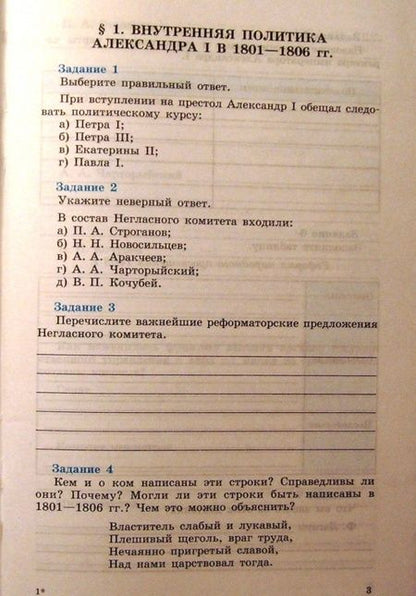 § 1. ВНУТРЕННЯЯ ПОЛИТИКА
АЛЕКСАНДРА I В 1801—1806 гг.
Задание 1
Выберите правильный ответ.
При вступлении на престол Александр I обещал следо-
вать политическому курсу:
а) Петра I;
б) Петра III;
в) Екатерины II;
г) Павла I.
Задание 2
Укажите неверный ответ.
В состав Негласного комитета входили:
а) П. А. Строганов;
б) Н. Н. Новосильцев;
в) А. А. Аракчеев;
г) А. А. Чарторыйский;
д) В. П. Кочубей.
Задание 3
Перечислите важнейшие реформаторские предложения
Негласного комитета.
Задание 4
Кем и о ком написаны эти строки? Справедливы ли
они? Почему? Могли ли эти строки быть написаны в
1801—1806 гг.? Чем это можно объяснить?
Властитель слабый и лукавый,
Плешивый щеголь, враг труда,
Нечаянно пригретый славой,
Над нами царствовал тогда.
1*
3